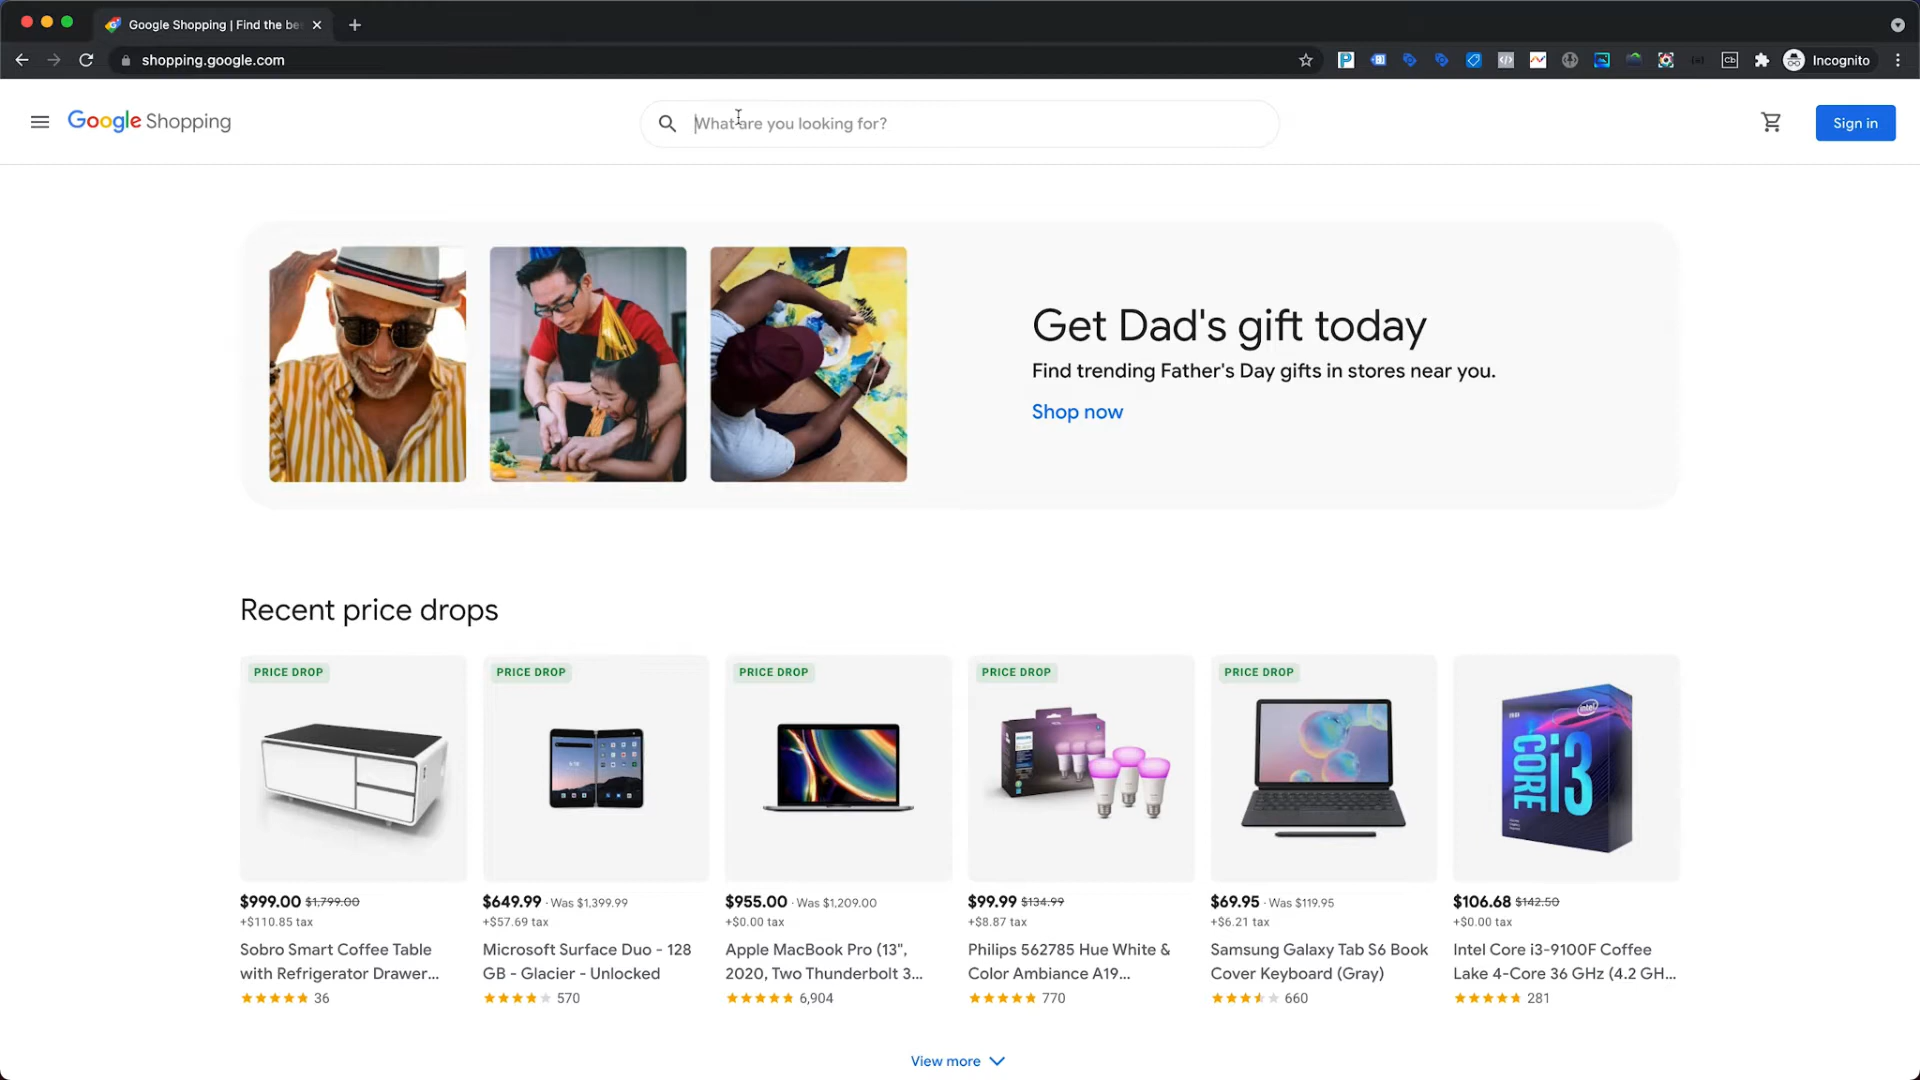 Google Shopping | Find the be
shopping.google.com
Incognito
Google Shopping
What are you looking for?
Sign in
Get Dad's gift today
Find trending Father's Day gifts in stores near you.
Shop now
Recent price drops
PRICE DROP
PRICE DROP
PRICE DROP
PRICE DROP
PRICE DROP
intel
CORE i3
$999.00 $1,799.00
+$110.85 tax
Sobro Smart Coffee Table
with Refrigerator Drawer...
36
$649.99 · Was $1,399.99
+$57.69 tax
Microsoft Surface Duo - 128
GB - Glacier - Unlocked
570
$955.00 · Was $1,209.00
+$0.00 tax
Apple MacBook Pro (13",
2020, Two Thunderbolt 3...
6,904
$99.99 $134.99
+$8.87 tax
Philips 562785 Hue White &
Color Ambiance A19...
770
$69.95 · Was $119.95
+$6.21 tax
Samsung Galaxy Tab S6 Book
Cover Keyboard (Gray)
660
$106.68 $142.50
+$0.00 tax
Intel Core i3-9100F Coffee
Lake 4-Core 36 GHz (4.2 GH...
281
View more